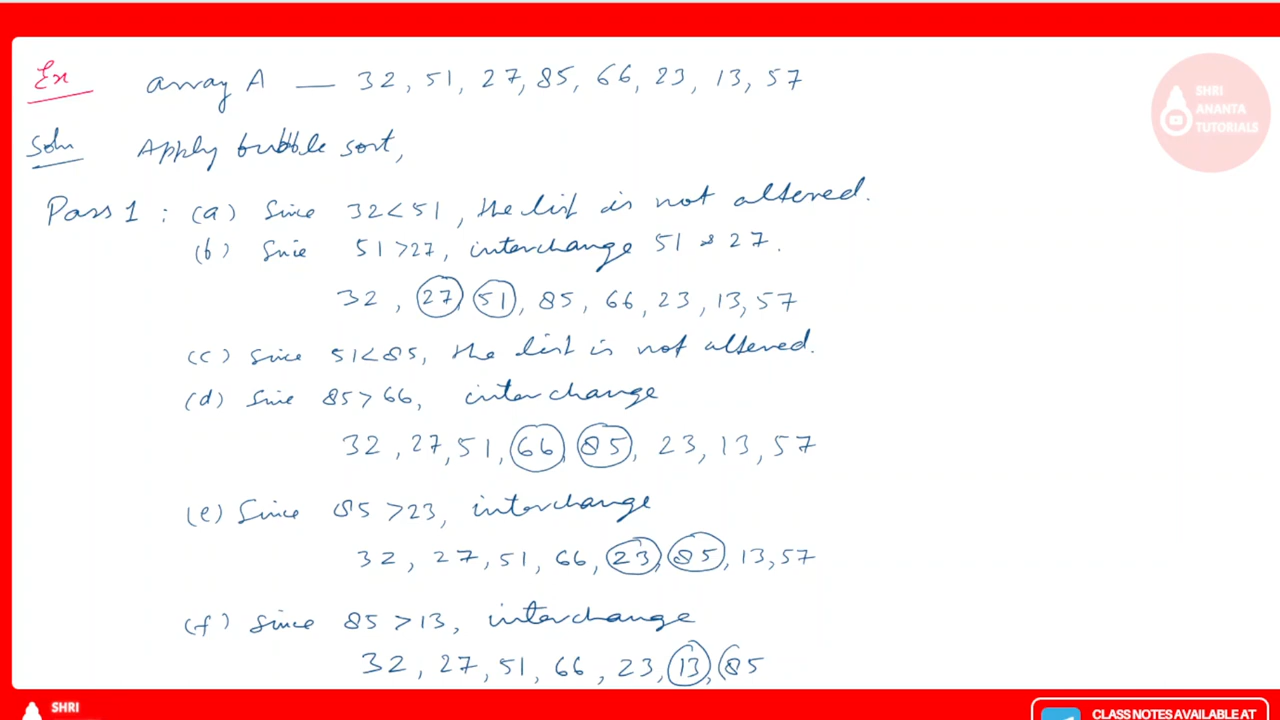 Ex array A — 32, 51, 27, 85, 66, 23, 13, 57
SHRI
ANANTA
TUTORIALS
Soln Apply bubble sort,
Pass 1 : (a) Since 32<51, the list is not altered.
(b) Since 51>27, interchange 51 & 27.
32, 27, 51, 85, 66, 23, 13, 57
(c) Since 51<85, the list is not altered.
(d) Since 85>66, interchange
32, 27, 51, 66, 85, 23, 13, 57
(e) Since 85>23, interchange
32, 27, 51, 66, 23, 85, 13, 57
(f) Since 85>13, interchange
32, 27, 51, 66, 23, 13, 85
SHRI
CLASS NOTES AVAILABLE AT